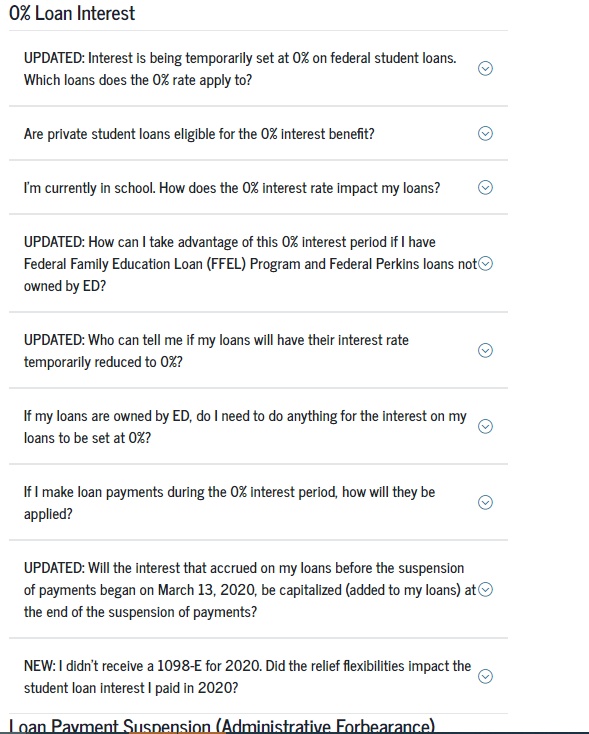 0% Loan Interest
UPDATED: Interest is being temporarily set at 0% on federal student loans.
Which loans does the 0% rate apply to?
Are private student loans eligible for the 0% interest benefit?
I'm currently in school. How does the 0% interest rate impact my loans?
UPDATED: How can I take advantage of this 0% interest period if I have
Federal Family Education Loan (FFEL) Program and Federal Perkins loans not
owned by ED?
UPDATED: Who can tell me if my loans will have their interest rate
temporarily reduced to 0%?
If my loans are owned by ED, do I need to do anything for the interest on my
loans to be set at 0%?
If I make loan payments during the 0% interest period, how will they be
applied?
UPDATED: Will the interest that accrued on my loans before the suspension
of payments began on March 13, 2020, be capitalized (added to my loans) at
the end of the suspension of payments?
NEW: I didn't receive a 1098-E for 2020. Did the relief flexibilities impact the
student loan interest I paid in 2020?
Loan Payment Suspension (Administrative Forbearance)